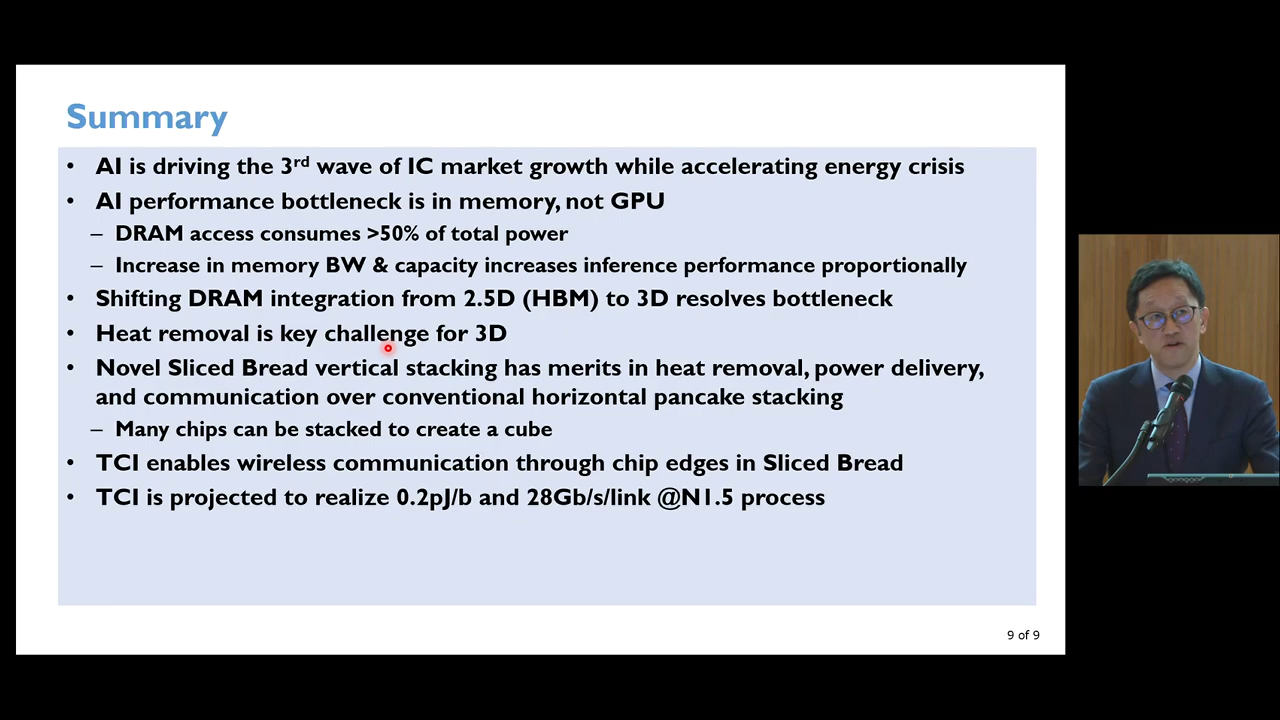 Summary
• AI is driving the 3rd wave of IC market growth while accelerating energy crisis
• AI performance bottleneck is in memory, not GPU
– DRAM access consumes >50% of total power
– Increase in memory BW & capacity increases inference performance proportionally
• Shifting DRAM integration from 2.5D (HBM) to 3D resolves bottleneck
• Heat removal is key challenge for 3D
• Novel Sliced Bread vertical stacking has merits in heat removal, power delivery,
and communication over conventional horizontal pancake stacking
– Many chips can be stacked to create a cube
• TCI enables wireless communication through chip edges in Sliced Bread
• TCI is projected to realize 0.2pJ/b and 28Gb/s/link @N1.5 process
9 of 9